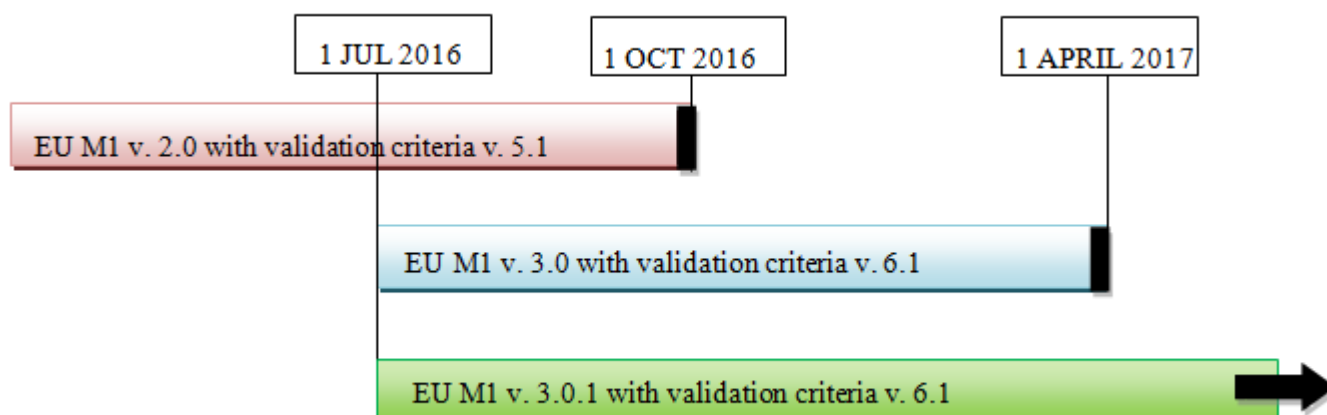 1 JUL 2016
1 OCT 2016
1 APRIL 2017
EU M1 v. 2.0 with validation criteria v. 5.1
EU M1 v. 3.0 with validation criteria v. 6.1
EU M1 v. 3.0.1 with validation criteria v. 6.1